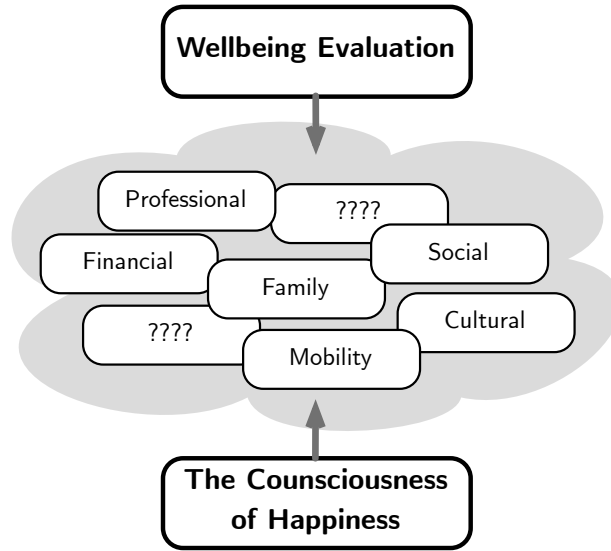 Wellbeing Evaluation
Professional
????
Social
Financial
Family
Cultural
????
Mobility
The Counsciousness
of Happiness